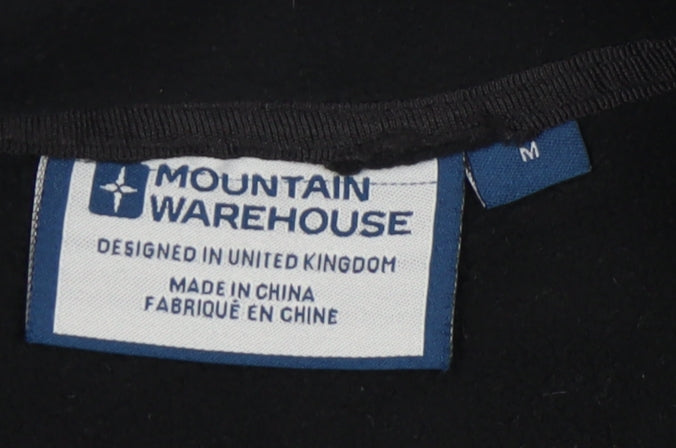 MOUNTAIN
WAREHOUSE
DESIGNED IN UNITED KINGDOM
MADE IN CHINA
FABRIQUÉ EN CHINE
M